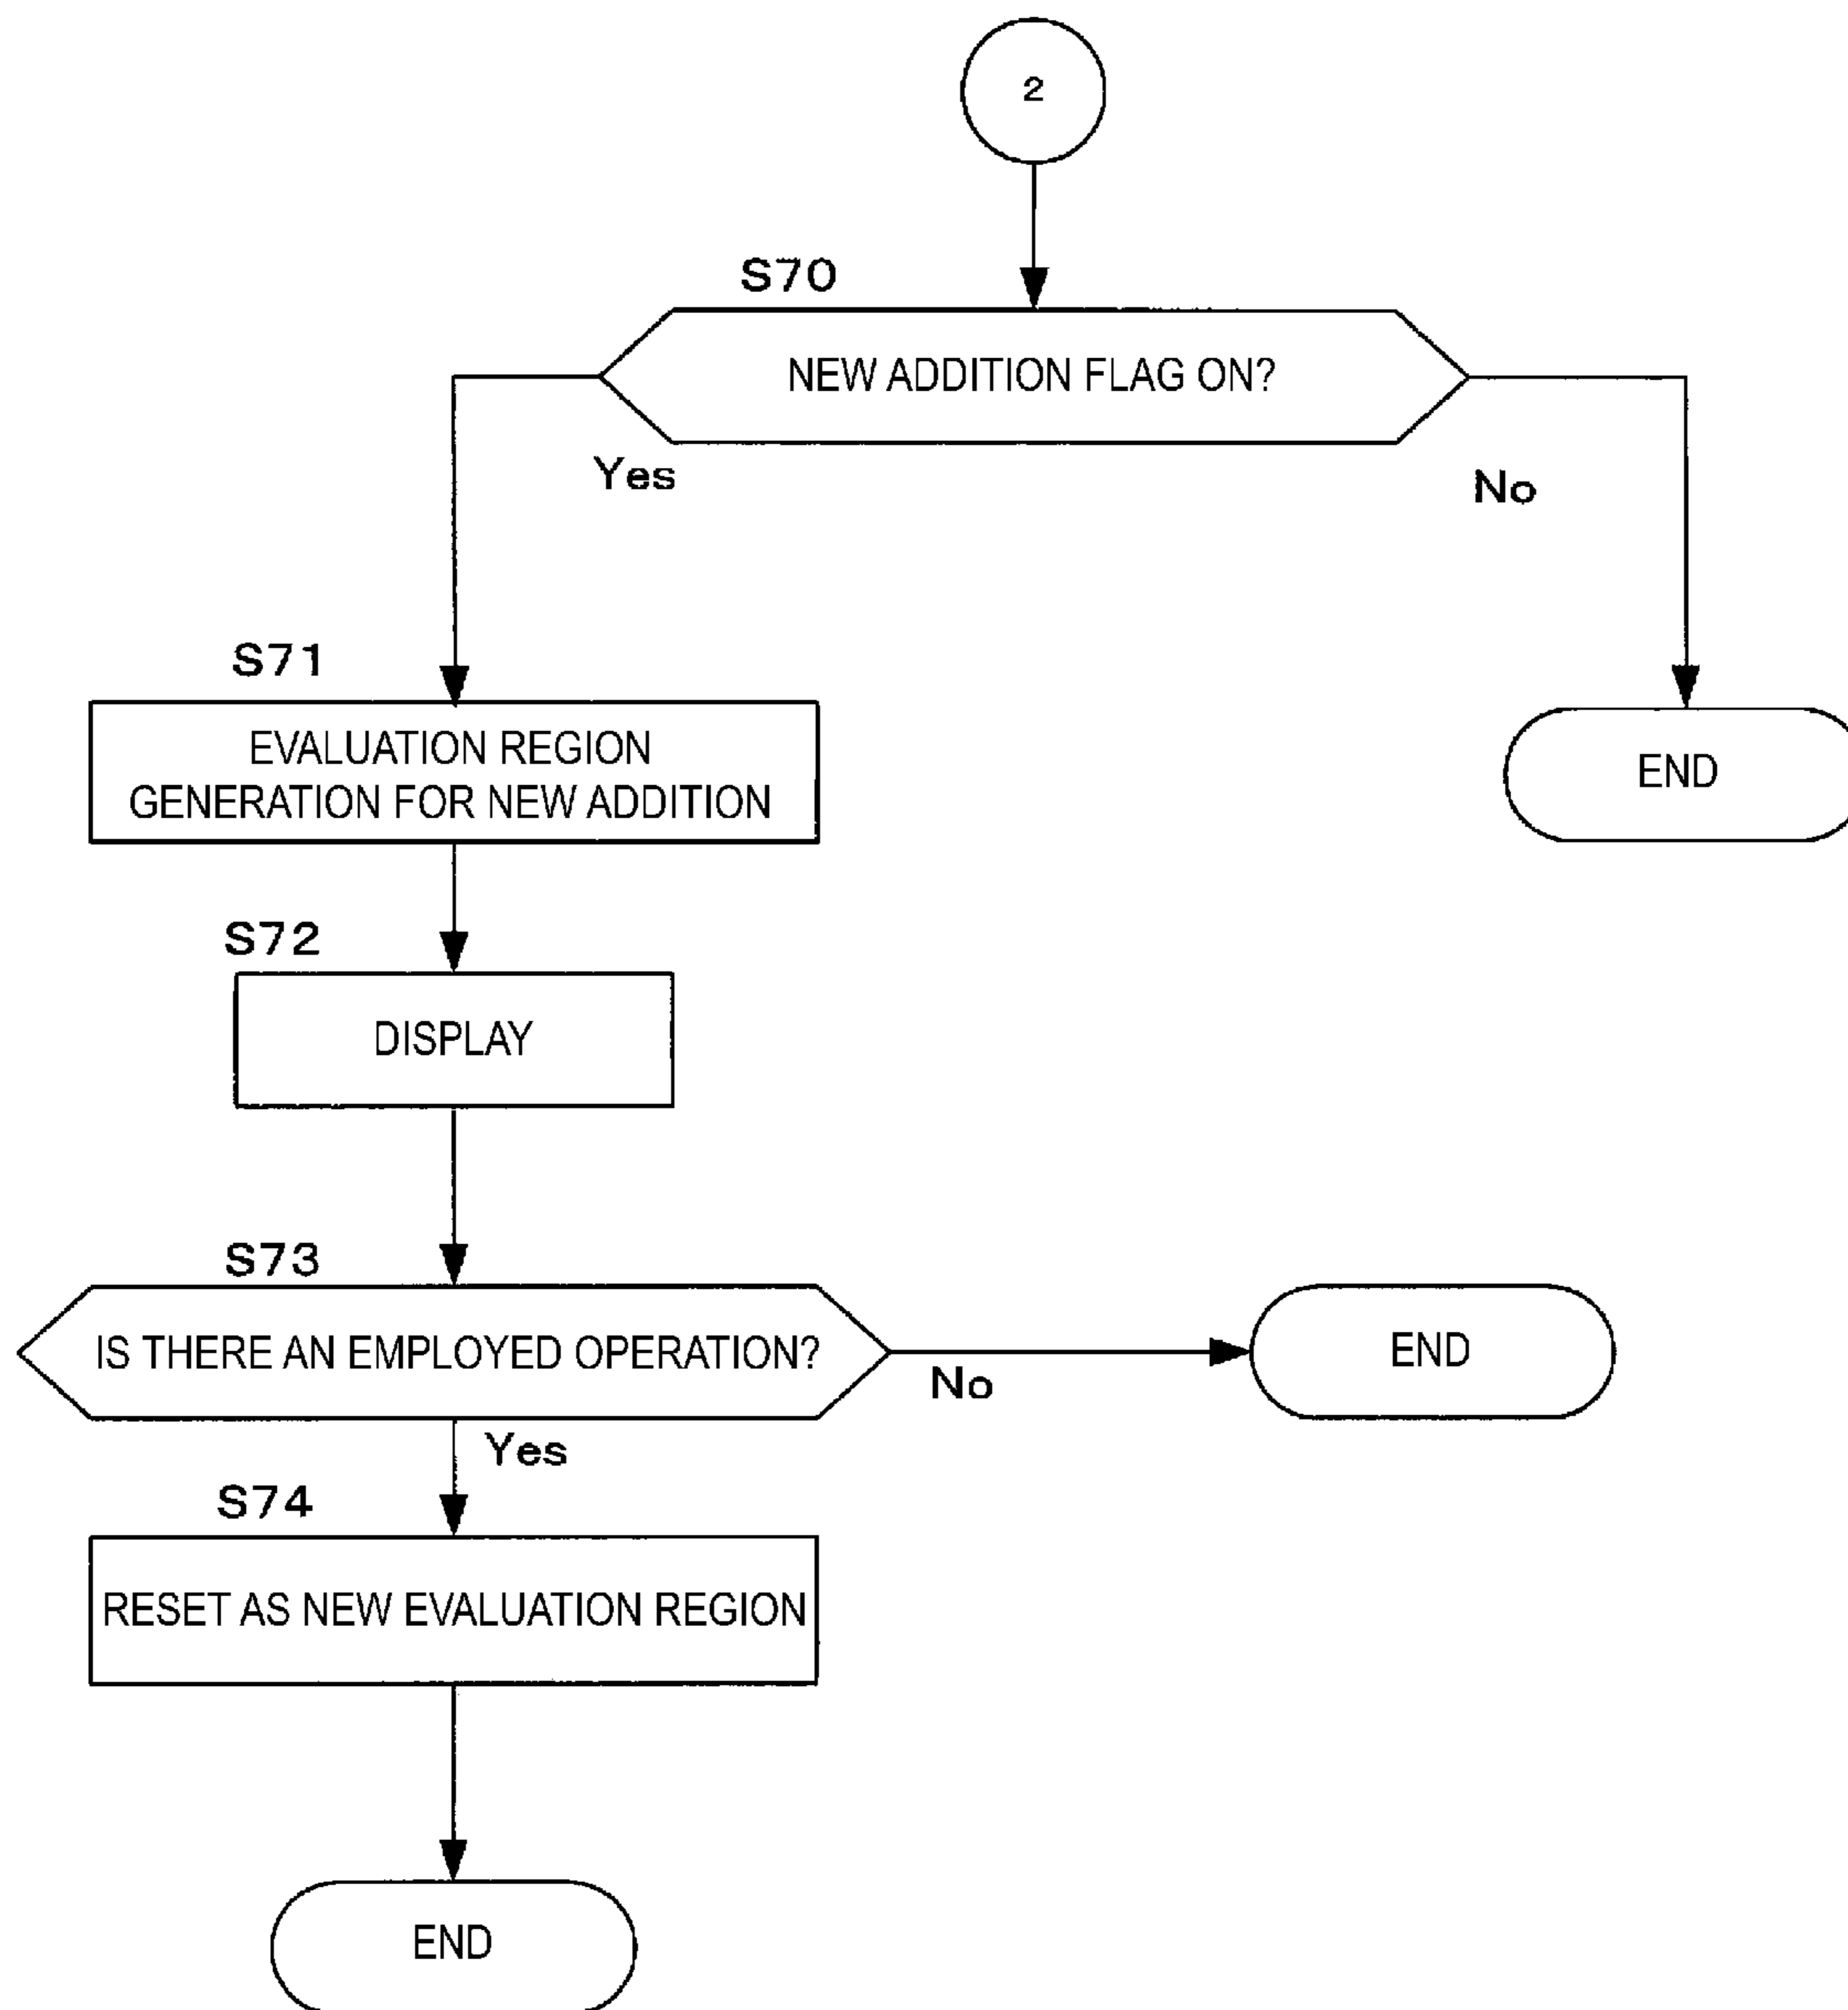 2
S70
NEW ADDITION FLAG ON?
Yes
No
S71
EVALUATION REGION
GENERATION FOR NEW ADDITION
END
S72
DISPLAY
S73
IS THERE AN EMPLOYED OPERATION?
No
END
Yes
S74
RESET AS NEW EVALUATION REGION
END